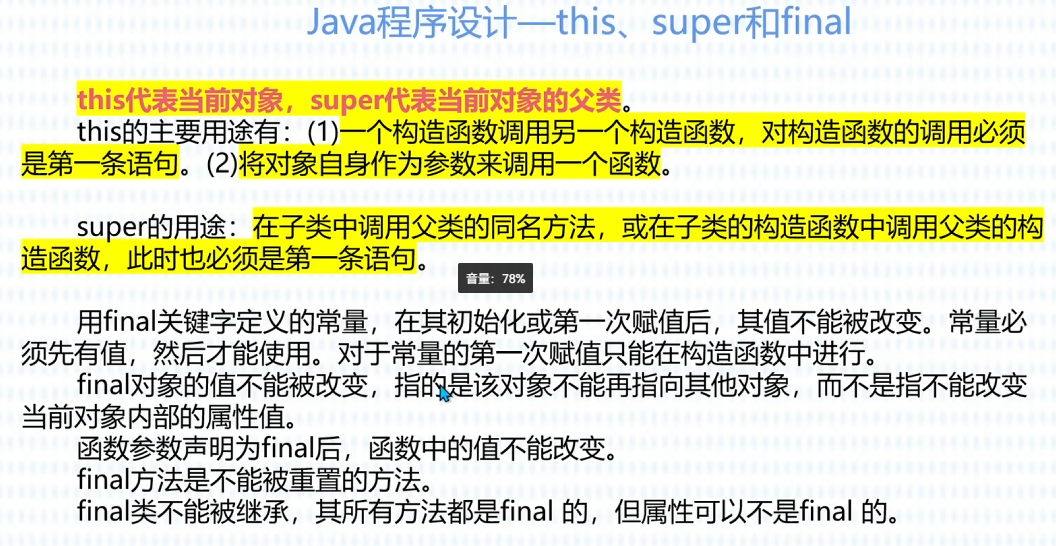 Java程序设计—this、super和final
this代表当前对象，super代表当前对象的父类。
this的主要用途有：(1)一个构造函数调用另一个构造函数，对构造函数的调用必须
是第一条语句。(2)将对象自身作为参数来调用一个函数。
super的用途：在子类中调用父类的同名方法，或在子类的构造函数中调用父类的构
造函数，此时也必须是第一条语句。
音量：78%
用final关键字定义的常量，在其初始化或第一次赋值后，其值不能被改变。常量必
须先有值，然后才能使用。对于常量的第一次赋值只能在构造函数中进行。
final对象的值不能被改变，指的是该对象不能再指向其他对象，而不是指不能改变
当前对象内部的属性值。
函数参数声明为final后，函数中的值不能改变。
final方法是不能被重置的方法。
final类不能被继承，其所有方法都是final 的，但属性可以不是final 的。